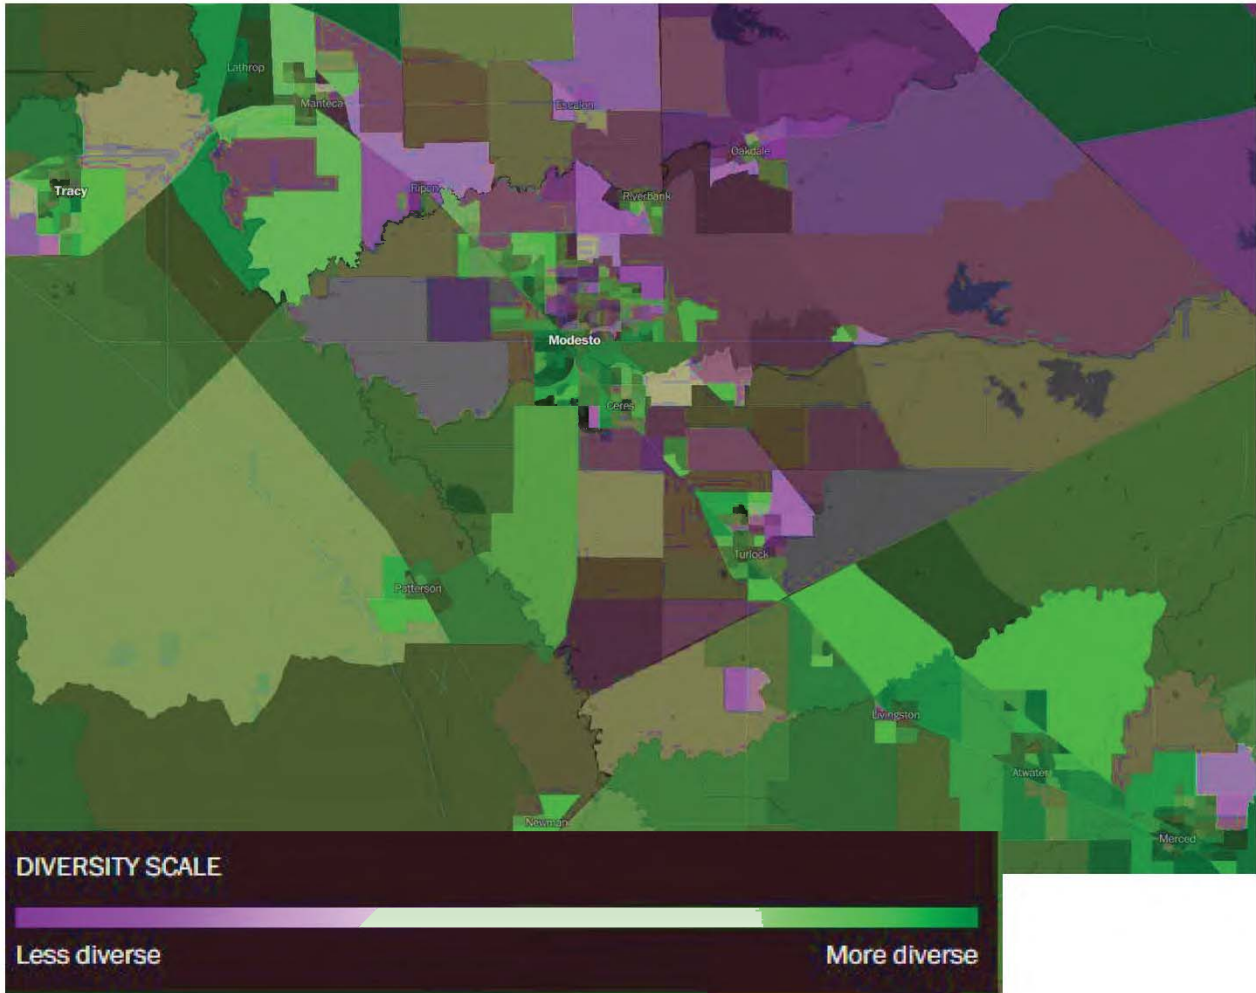 Lathrop
Manteca
Escalon
Oakdale
Tracy
Ripon
Riverbank
Modesto
Ceres
Turlock
Patterson
Livingston
Atwater
Newman
Merced
DIVERSITY SCALE
Less diverse
More diverse